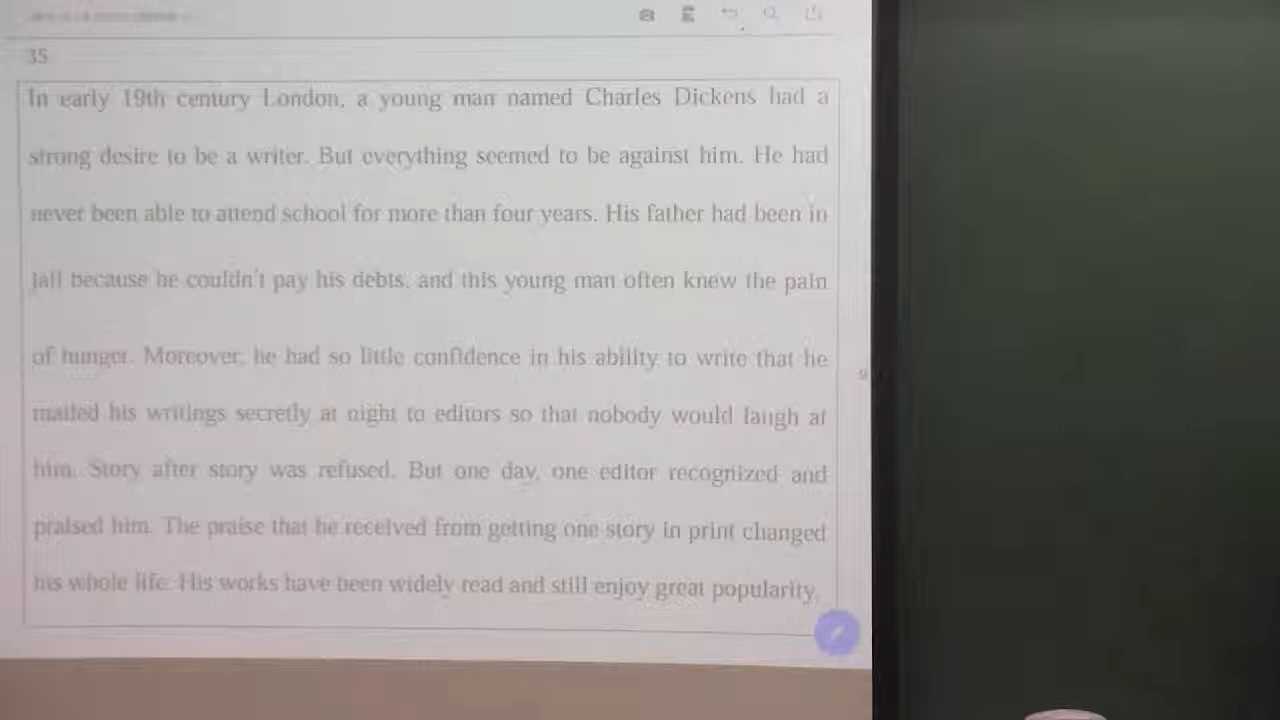 35
In early 19th century London, a young man named Charles Dickens had a
strong desire to be a writer. But everything seemed to be against him. He had
never been able to attend school for more than four years. His father had been in
jail because he couldn't pay his debts, and this young man often knew the pain
of hunger. Moreover, he had so little confidence in his ability to write that he
mailed his writings secretly at night to editors so that nobody would laugh at
him. Story after story was refused. But one day, one editor recognized and
praised him. The praise that he received from getting one story in print changed
his whole life. His works have been widely read and still enjoy great popularity.